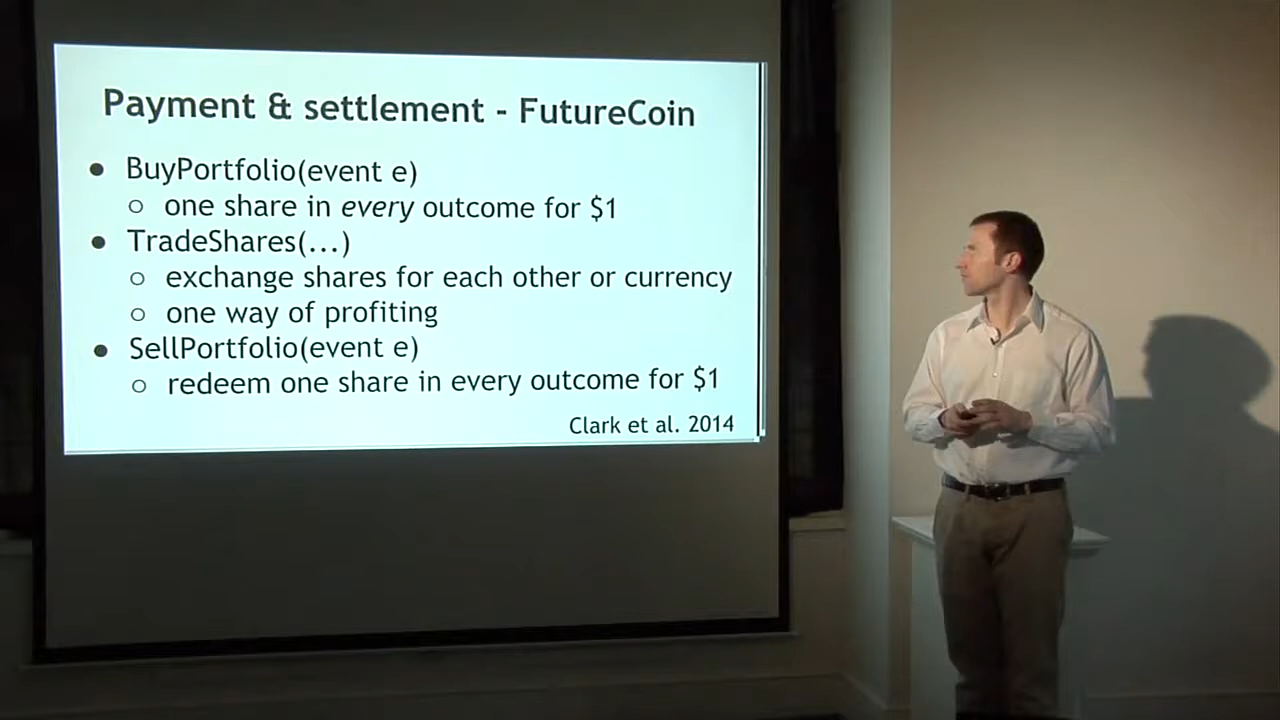 Payment & settlement - FutureCoin
● BuyPortfolio(event e)
○ one share in every outcome for $1
● TradeShares(...)
○ exchange shares for each other or currency
○ one way of profiting
● SellPortfolio(event e)
○ redeem one share in every outcome for $1
Clark et al. 2014